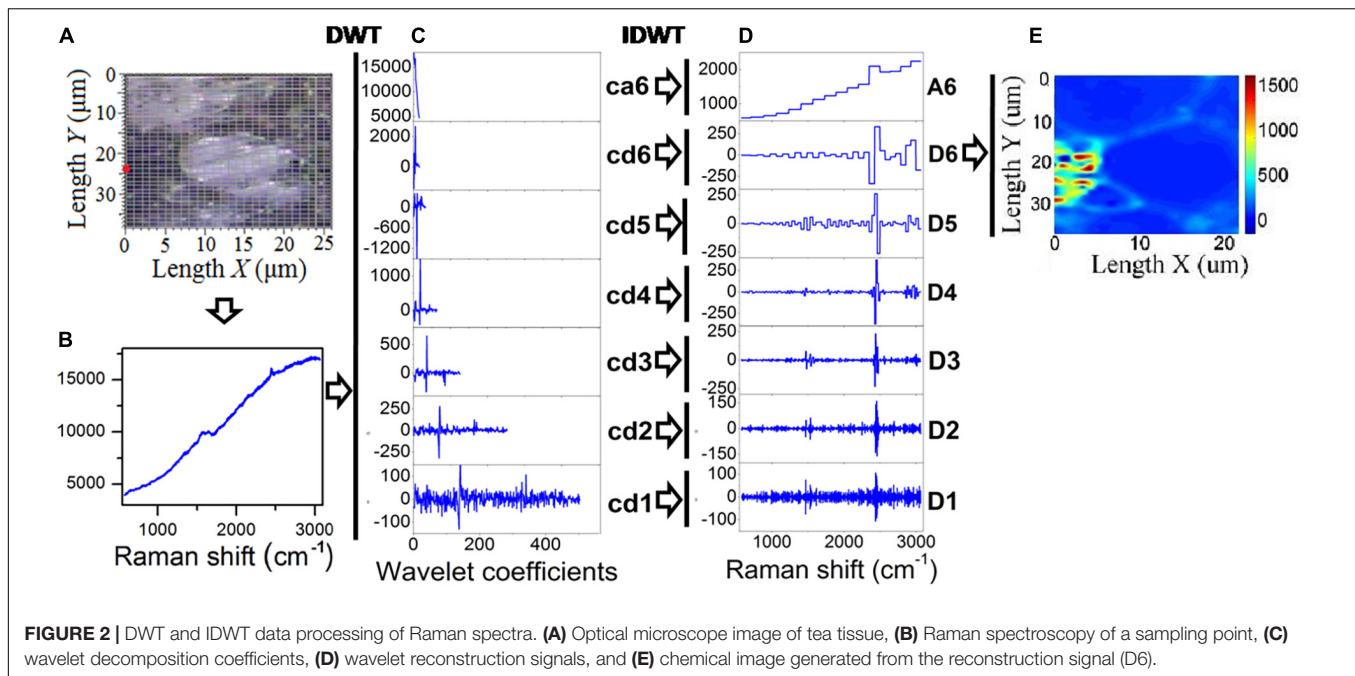 A
DWT
C
IDWT
D
E
0
10
20
30
Length Y (μm)
0 5 10 15 20 25
Length X (μm)
B
15000
10000
5000
1000 2000 3000
Raman shift (cm-1)
15000
10000
5000
2000
0
0
-600
-1200
1000
0
500
0
250
0
-250
100
0
-100
0 200 400
Wavelet coefficients
ca6
cd6
cd5
cd4
cd3
cd2
cd1
2000
1000
250
0
-250
250
0
-250
250
0
-250
250
0
-250
150
0
-150
100
0
-100
1000 2000 3000
Raman shift (cm-1)
A6
D6
D5
D4
D3
D2
D1
0
10
20
30
Length Y (um)
0 10 20
Length X (um)
1500
1000
500
0
FIGURE 2 | DWT and IDWT data processing of Raman spectra. (A) Optical microscope image of tea tissue, (B) Raman spectroscopy of a sampling point, (C)
wavelet decomposition coefficients, (D) wavelet reconstruction signals, and (E) chemical image generated from the reconstruction signal (D6).